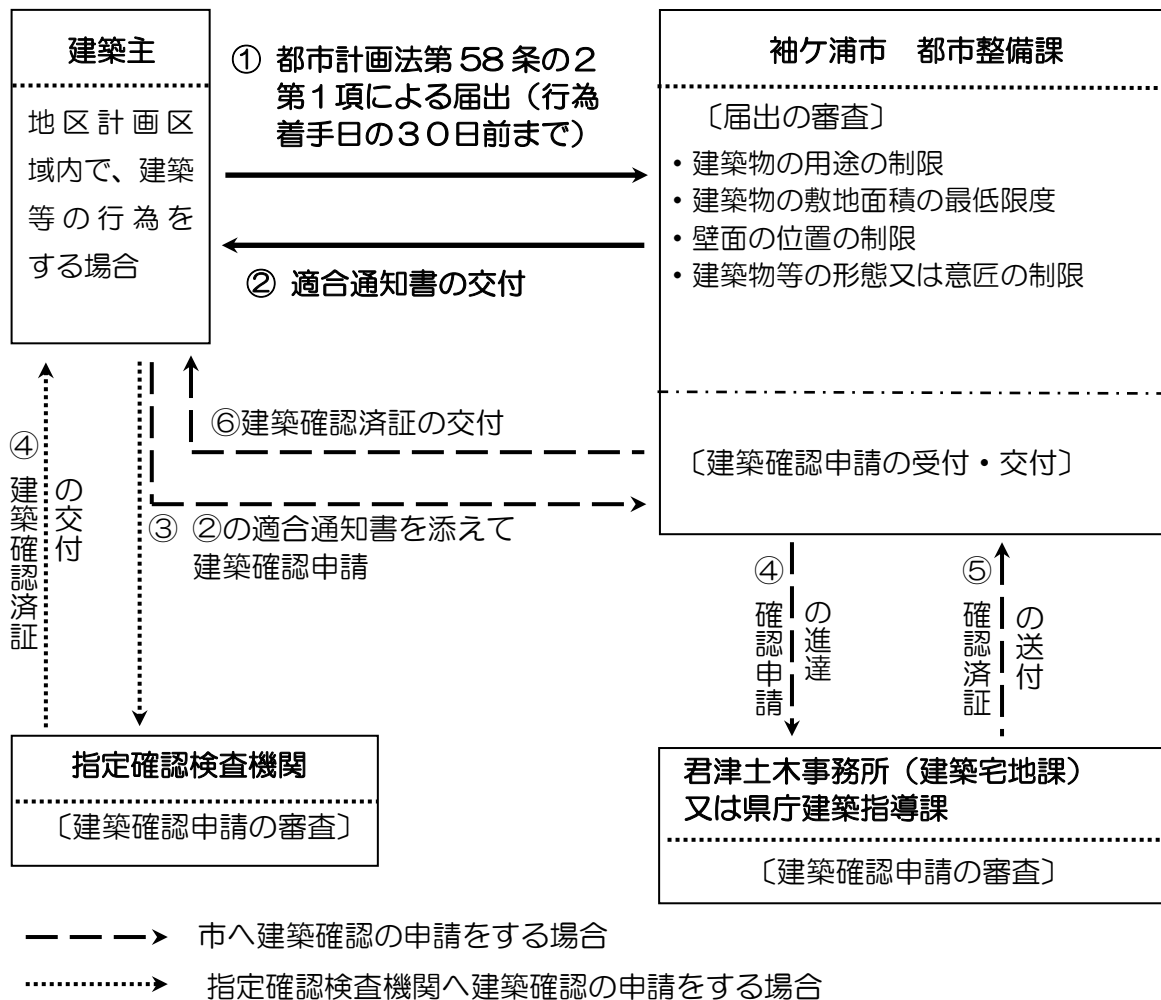 建築主
地区計画区
域内で、建築
等の行為を
する場合
① 都市計画法第58条の2
第1項による届出（行為
着手日の30日前まで）
② 適合通知書の交付
袖ケ浦市　都市整備課
〔届出の審査〕
・建築物の用途の制限
・建築物の敷地面積の最低限度
・壁面の位置の制限
・建築物等の形態又は意匠の制限
〔建築確認申請の受付・交付〕
⑥建築確認済証の交付
③ ②の適合通知書を添えて
建築確認申請
④建築確認済証
の交付
④確認申請
の進達
⑤確認済証
の送付
指定確認検査機関
〔建築確認申請の審査〕
君津土木事務所（建築宅地課）
又は県庁建築指導課
〔建築確認申請の審査〕
市へ建築確認の申請をする場合
指定確認検査機関へ建築確認の申請をする場合